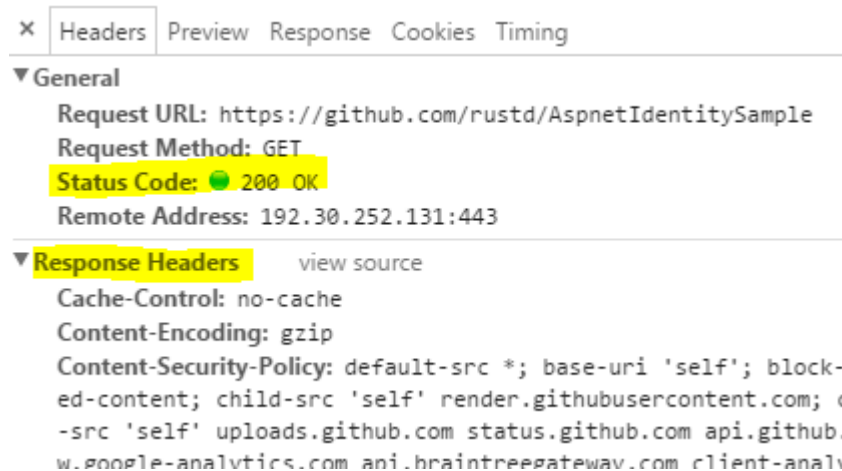 × Headers Preview Response Cookies Timing
▼General
Request URL: https://github.com/rustd/AspnetIdentitySample
Request Method: GET
Status Code: 200 OK
Remote Address: 192.30.252.131:443
▼Response Headers view source
Cache-Control: no-cache
Content-Encoding: gzip
Content-Security-Policy: default-src *; base-uri 'self'; block-
ed-content; child-src 'self' render.githubusercontent.com;
-src 'self' uploads.github.com status.github.com api.github.
w.google-analytics.com api.braintreegateway.com client-analy